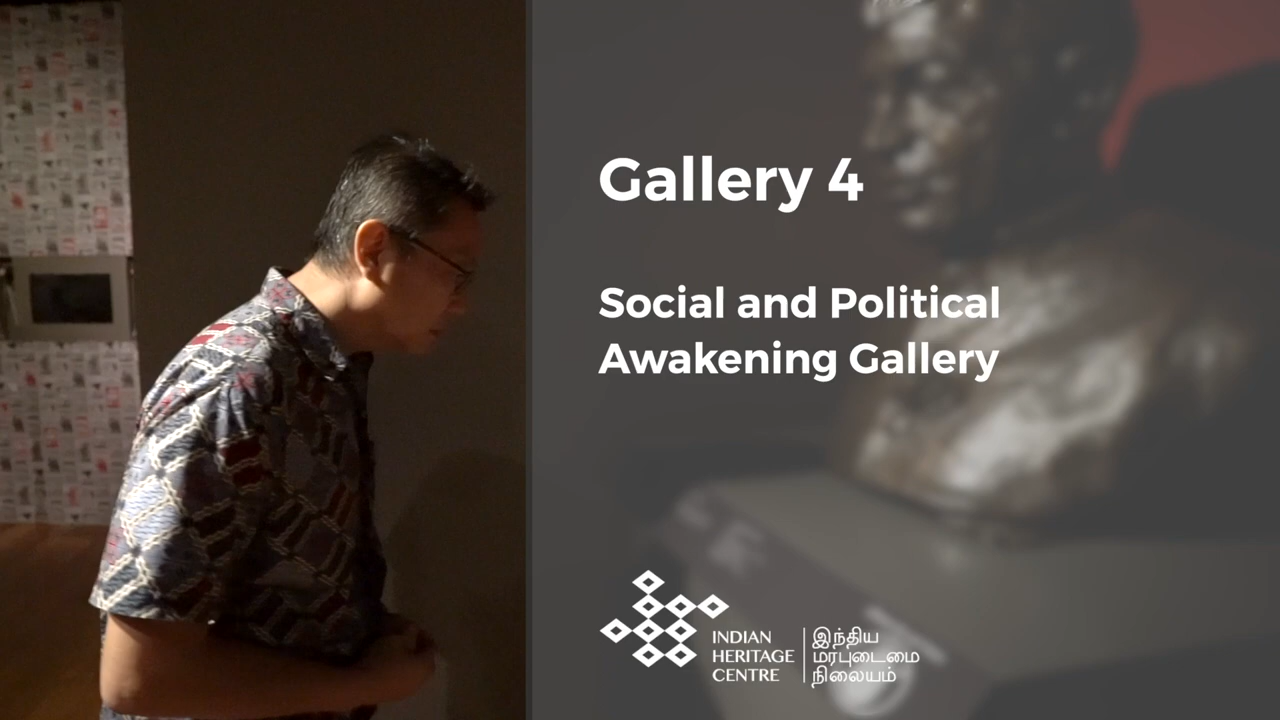 Gallery 4
Social and Political
Awakening Gallery
INDIAN
HERITAGE
CENTRE
இந்திய
மரபுடைமை
நிலையம்